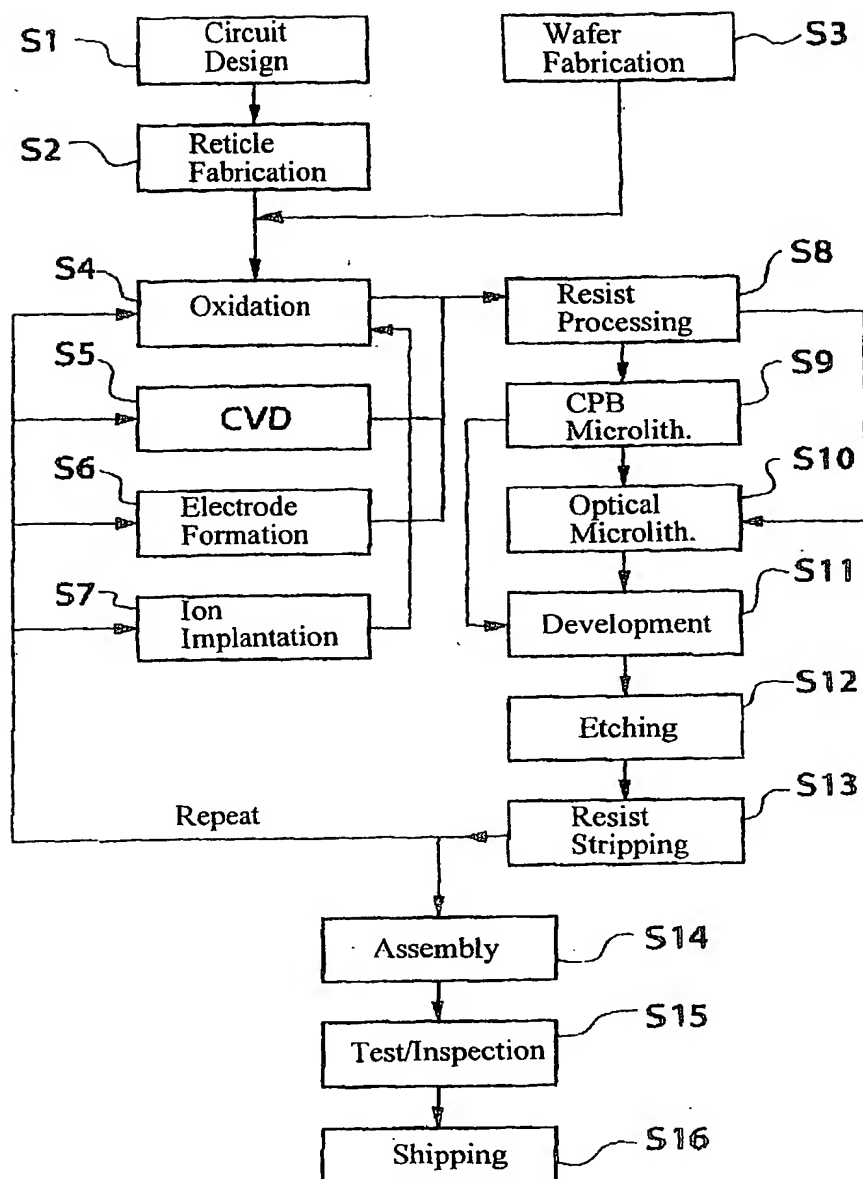 S1
Circuit
Design
Wafer
Fabrication
S3
S2
Reticle
Fabrication
S4
Oxidation
Resist
Processing
S8
S5
CVD
CPB
Microlith.
S9
S6
Electrode
Formation
Optical
Microlith.
S10
S7
Ion
Implantation
Development
S11
Etching
S12
Repeat
Resist
Stripping
S13
Assembly
S14
Test/Inspection
S15
Shipping
S16